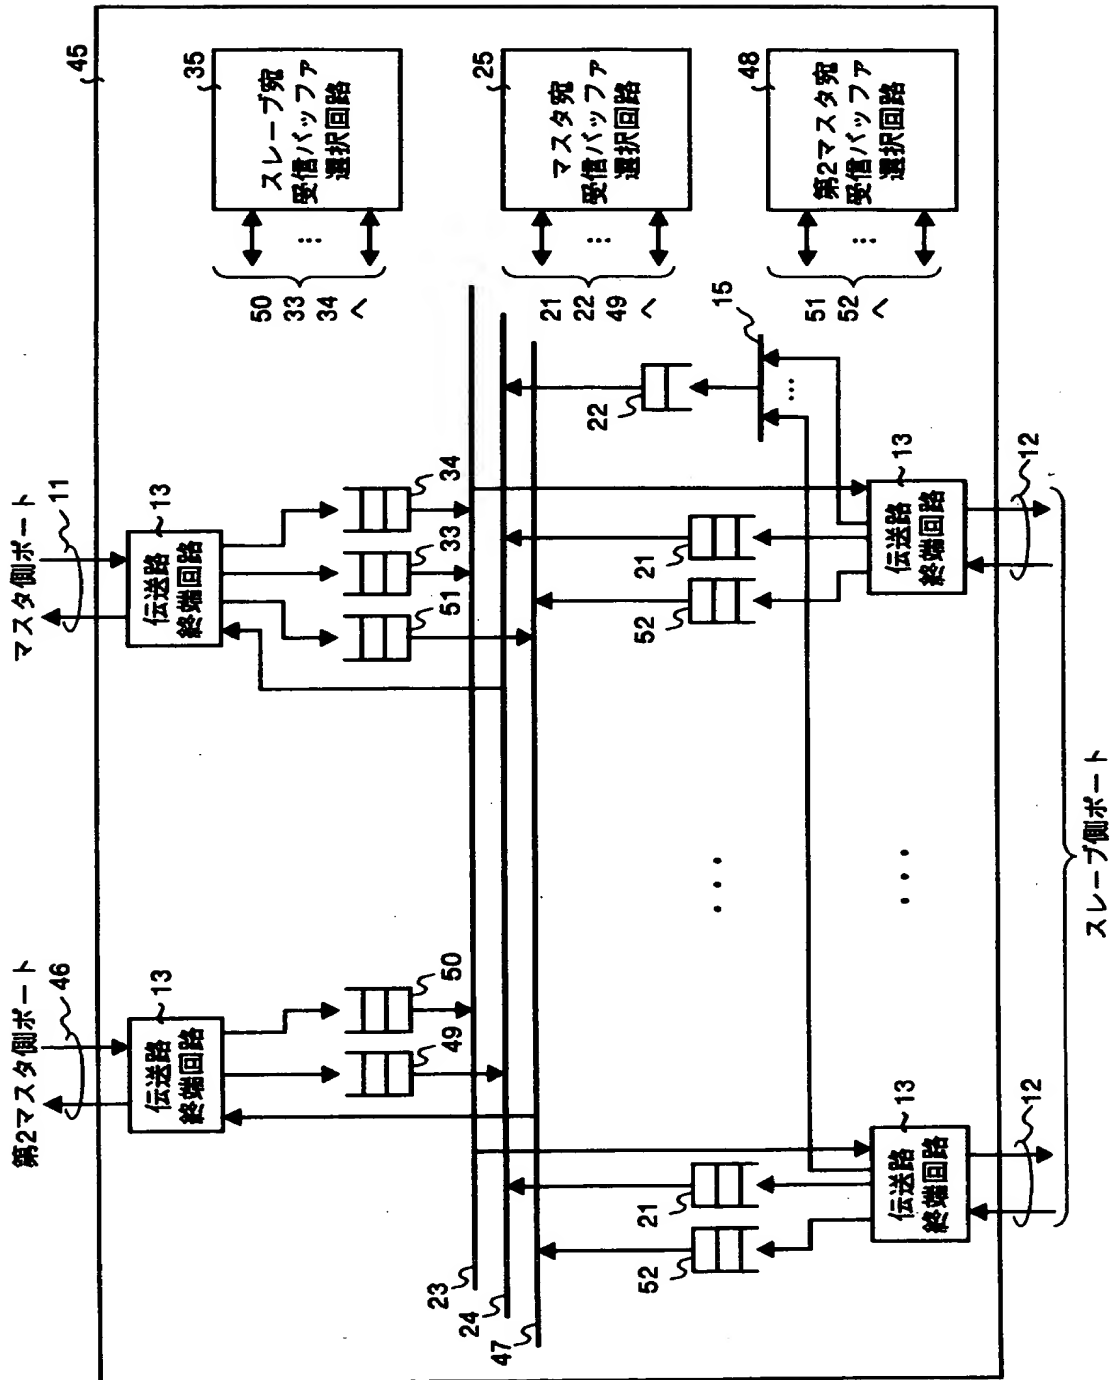 45
スレーブ宛
受信バッファ
選択回路
35
50
33
34
へ
マスタ宛
受信バッファ
選択回路
25
21
22
49
へ
第2マスタ宛
受信バッファ
選択回路
48
51
52
へ
マスタ側ポート
11
伝送路
終端回路
13
34
33
51
第2マスタ側ポート
46
伝送路
終端回路
13
50
49
23
24
47
15
22
21
52
伝送路
終端回路
13
12
21
52
伝送路
終端回路
13
12
スレーブ側ポート